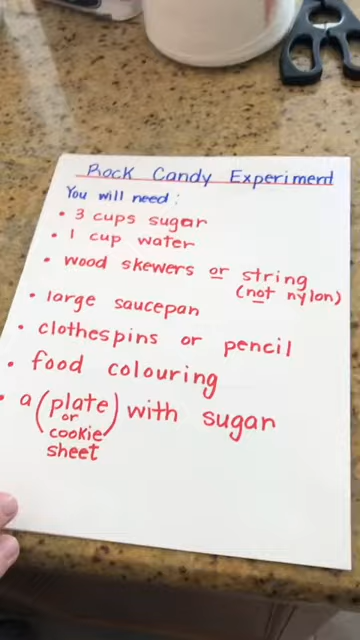 Rock Candy Experiment
You will need:
• 3 cups sugar
• 1 cup water
• wood skewers or string
(not nylon)
• large saucepan
• clothespins or pencil
• food colouring
• a (plate) with sugar
or
cookie
sheet